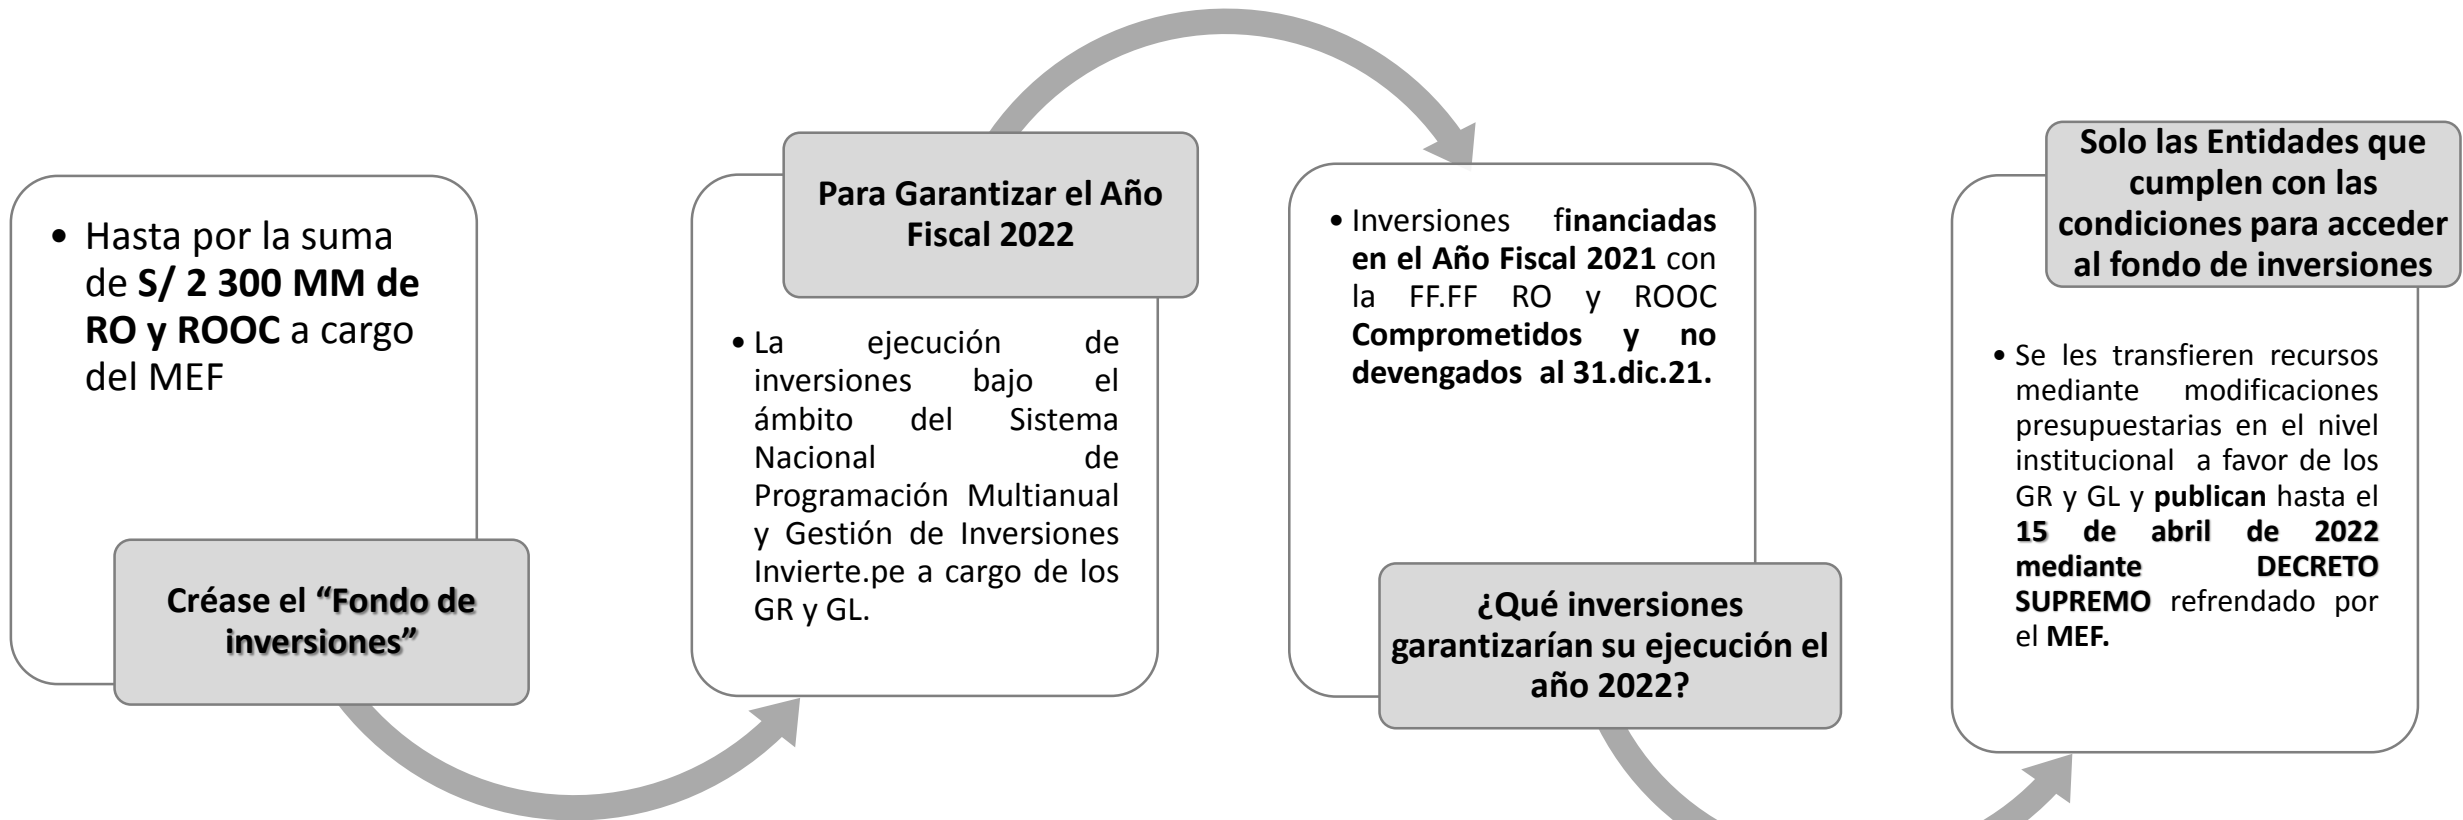 • Hasta por la suma
de S/ 2 300 MM de
RO y ROOC a cargo
del MEF
Créase el “Fondo de
inversiones”
Para Garantizar el Año
Fiscal 2022
• La ejecución de
inversiones bajo el
ámbito del Sistema
Nacional de
Programación Multianual
y Gestión de Inversiones
Invierte.pe a cargo de los
GR y GL.
• Inversiones financiadas
en el Año Fiscal 2021 con
la FF.FF RO y ROOC
Comprometidos y no
devengados al 31.dic.21.
¿Qué inversiones
garantizarían su ejecución el
año 2022?
Solo las Entidades que
cumplen con las
condiciones para acceder
al fondo de inversiones
• Se les transfieren recursos
mediante modificaciones
presupuestarias en el nivel
institucional a favor de los
GR y GL y publican hasta el
15 de abril de 2022
mediante DECRETO
SUPREMO refrendado por
el MEF.